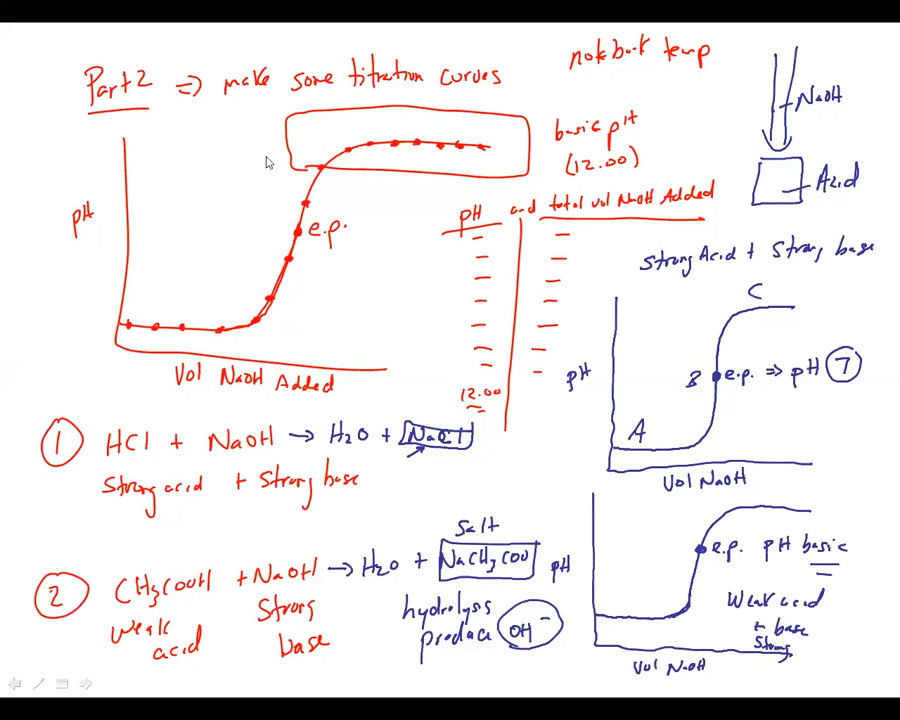 Part 2 ⇒ make some titration curves
notebook temp
NaOH
Acid
basic pH
(12.00)
pH
e.p.
Vol NaOH Added
pH and total vol NaOH Added
12.00
Strong Acid + Strong base
C
pH
B e.p. ⇒ pH 7
A
Vol NaOH
1 HCl + NaOH → H2O + NaCl
Strong acid + Strong base
Salt
2 CH3COOH + NaOH → H2O + NaCH3COO
weak acid
Strong base
hydrolysis
produce OH−
pH
e.p. pH basic
Weak acid
+ base
Strong
Vol NaOH